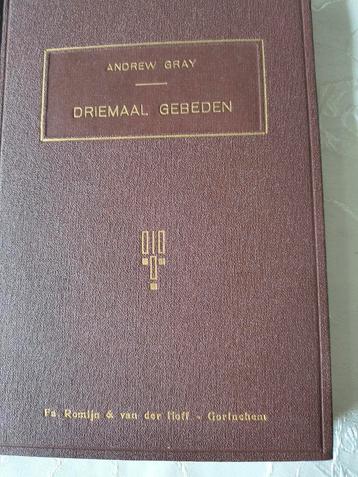 ANDREW GRAY
DRIEMAAL GEBEDEN
Fa. Romijn & van der Hoff - Gorinchem